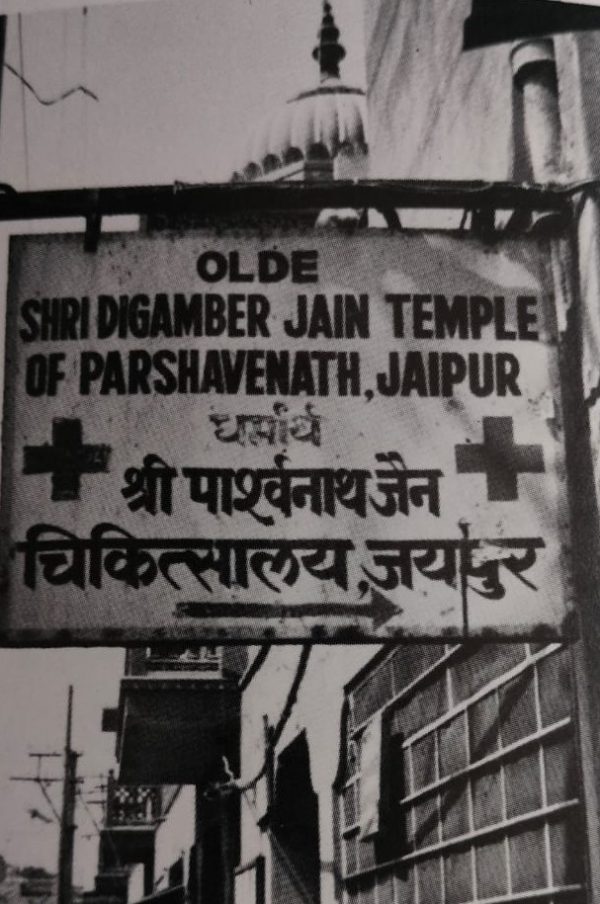 OLDE
SHRI DIGAMBER JAIN TEMPLE
OF PARSHAVENATH, JAIPUR
धर्मार्थ
श्री पार्श्वनाथ जैन
चिकित्सालय, जयपुर